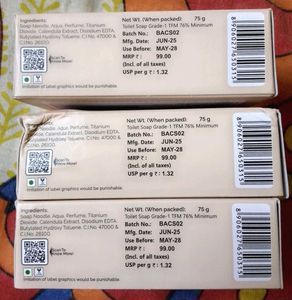 Soap Noodle, Aqua, Perfume, Titanium
Dioxide, Calendula Extract, Disodium EDTA,
Butylated Hydroxy Toluene, CI.No. 47000 &
CI.No. 26100.
Scan To
Know More!
Imitation of label graphics would be punishable.
Net Wt. (When packed): 75 g
Toilet Soap Grade-1 TFM 76% Minimum
Batch No.: BACS02
Mfg. Date: JUN-25
Use Before: MAY-28
MRP ₹ : 99.00
(Incl. of all taxes)
USP per g ₹ : 1.32
Soap Noodle, Aqua, Perfume, Titanium
Dioxide, Calendula Extract, Disodium EDTA,
Butylated Hydroxy Toluene, CI.No. 47000 &
CI.No. 26100.
Scan To
Know More!
Imitation of label graphics would be punishable.
Net Wt. (When packed): 75 g
Toilet Soap Grade-1 TFM 76% Minimum
Batch No.: BACS02
Mfg. Date: JUN-25
Use Before: MAY-28
MRP ₹ : 99.00
(Incl. of all taxes)
USP per g ₹ : 1.32
Soap Noodle, Aqua, Perfume, Titanium
Dioxide, Calendula Extract, Disodium EDTA,
Butylated Hydroxy Toluene, CI.No. 47000 &
CI.No. 26100.
Scan To
Know More!
Imitation of label graphics would be punishable.
Net Wt. (When packed): 75 g
Toilet Soap Grade-1 TFM 76% Minimum
Batch No.: BACS02
Mfg. Date: JUN-25
Use Before: MAY-28
MRP ₹ : 99.00
(Incl. of all taxes)
USP per g ₹ : 1.32